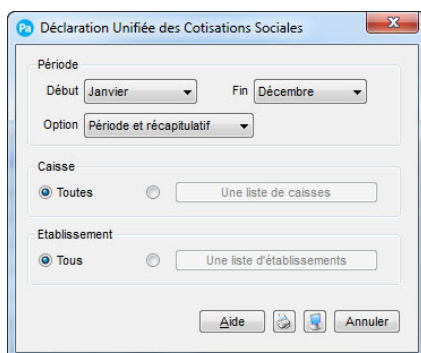 Pa Déclaration Unifiée des Cotisations Sociales
Période
Début Janvier Fin Décembre
Option Période et récapitulatif
Caisse
Toutes Une liste de caisses
Etablissement
Tous Une liste d'établissements
Aide Annuler